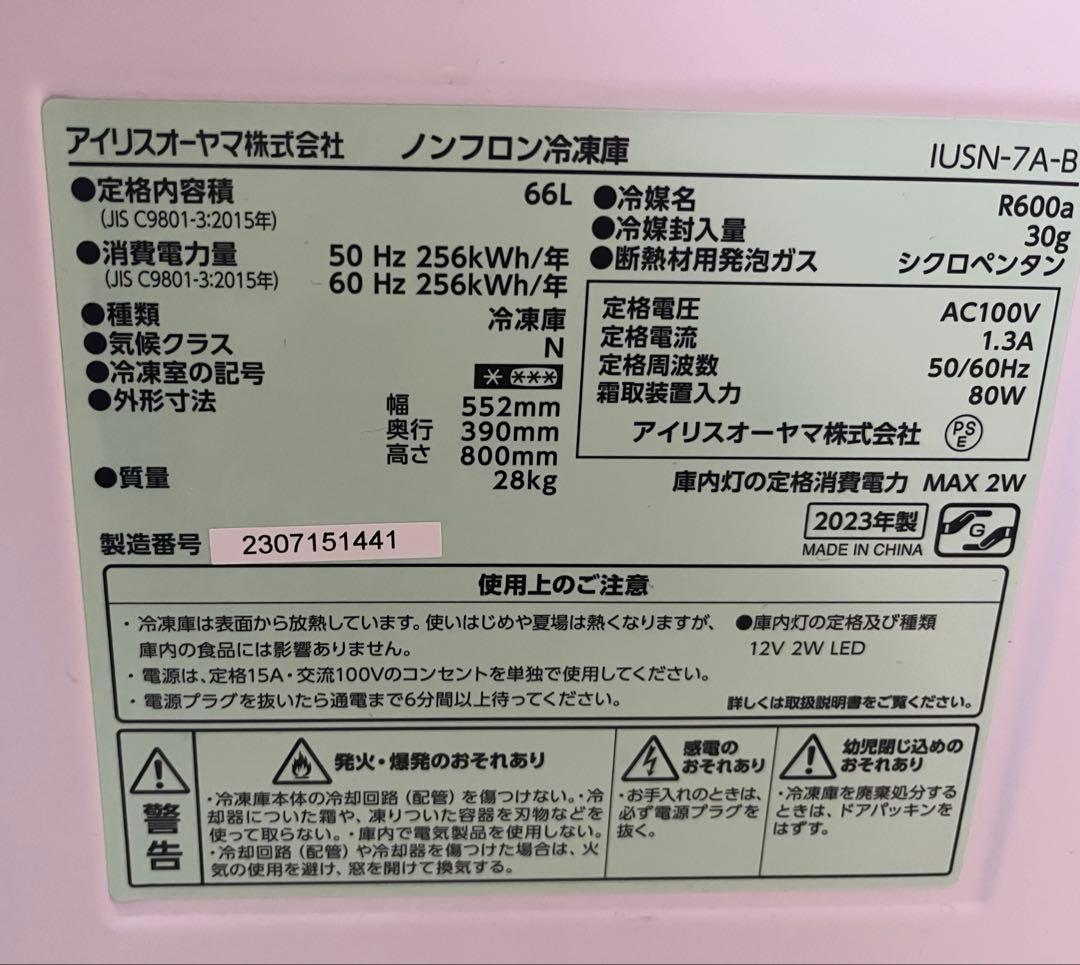 アイリスオーヤマ株式会社 ノンフロン冷凍庫 IUSN-7A-B
●定格内容積 66L
(JIS C9801-3:2015年)
●消費電力量 50 Hz 256kWh/年
(JIS C9801-3:2015年) 60 Hz 256kWh/年
●種類 冷凍庫
●気候クラス N
●冷凍室の記号 * ***
●外形寸法 幅 552mm
奥行 390mm
高さ 800mm
●質量 28kg
●冷媒名 R600a
●冷媒封入量 30g
●断熱材用発泡ガス シクロペンタン
定格電圧 AC100V
定格電流 1.3A
定格周波数 50/60Hz
霜取装置入力 80W
アイリスオーヤマ株式会社 PSE
庫内灯の定格消費電力 MAX 2W
2023年製
MADE IN CHINA
G
製造番号 2307151441
使用上のご注意
・冷凍庫は表面から放熱しています。使いはじめや夏場は熱くなりますが、
庫内の食品には影響ありません。
・電源は、定格15A・交流100Vのコンセントを単独で使用してください。
・電源プラグを抜いたら通電まで6分間以上待ってください。
●庫内灯の定格及び種類
12V 2W LED
詳しくは取扱説明書をご覧ください。
警告
発火・爆発のおそれあり
・冷凍庫本体の冷却回路(配管)を傷つけない。・冷
却器についた霜や、凍りついた容器を刃物などを
使って取らない。・庫内で電気製品を使用しない。
・冷却回路(配管)や冷却器を傷つけた場合は、火
気の使用を避け、窓を開けて換気する。
感電の
おそれあり
・お手入れのときは、
必ず電源プラグを
抜く。
幼児閉じ込めの
おそれあり
・冷凍庫を廃棄処分する
ときは、ドアパッキンを
はずす。